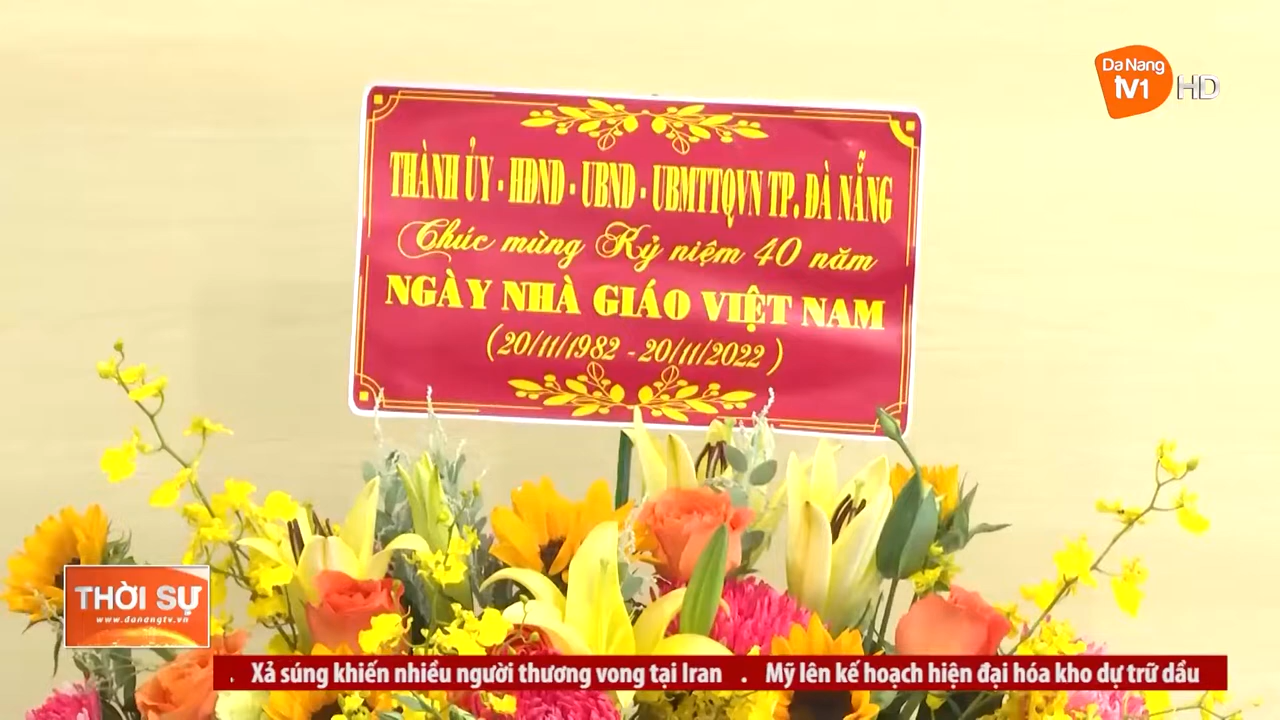 Da Nang
TV1 HD
THÀNH ỦY - HĐND - UBND - UBMTTQVN TP. ĐÀ NẴNG
Chúc mừng Kỷ niệm 40 năm
NGÀY NHÀ GIÁO VIỆT NAM
(20/11/1982 - 20/11/2022)
THỜI SỰ
www.danangtv.vn
. Xả súng khiến nhiều người thương vong tại Iran . Mỹ lên kế hoạch hiện đại hóa kho dự trữ dầu